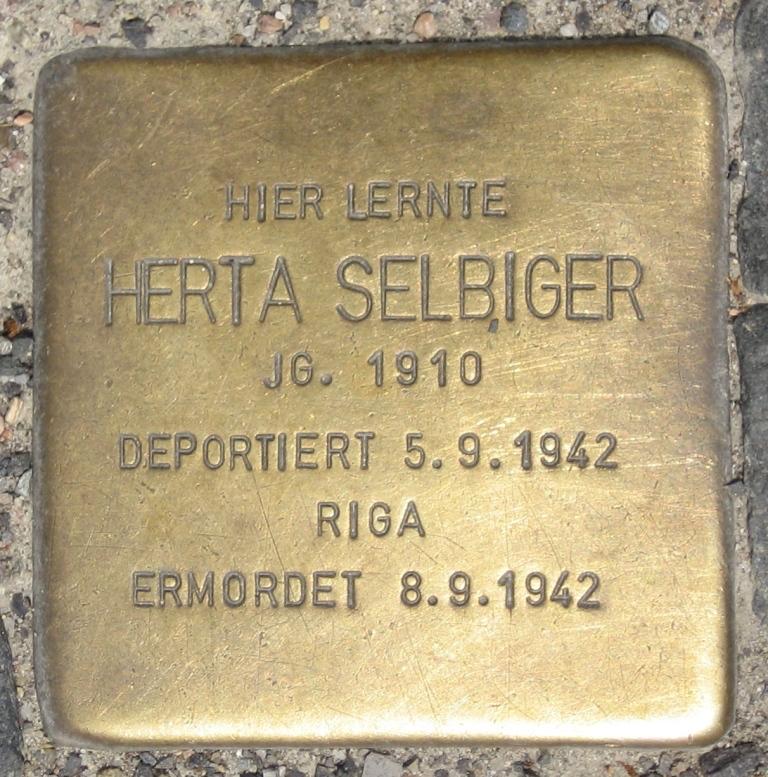 HIER LERNTE
HERTA SELBIGER
JG. 1910
DEPORTIERT 5.9.1942
RIGA
ERMORDET 8.9.1942